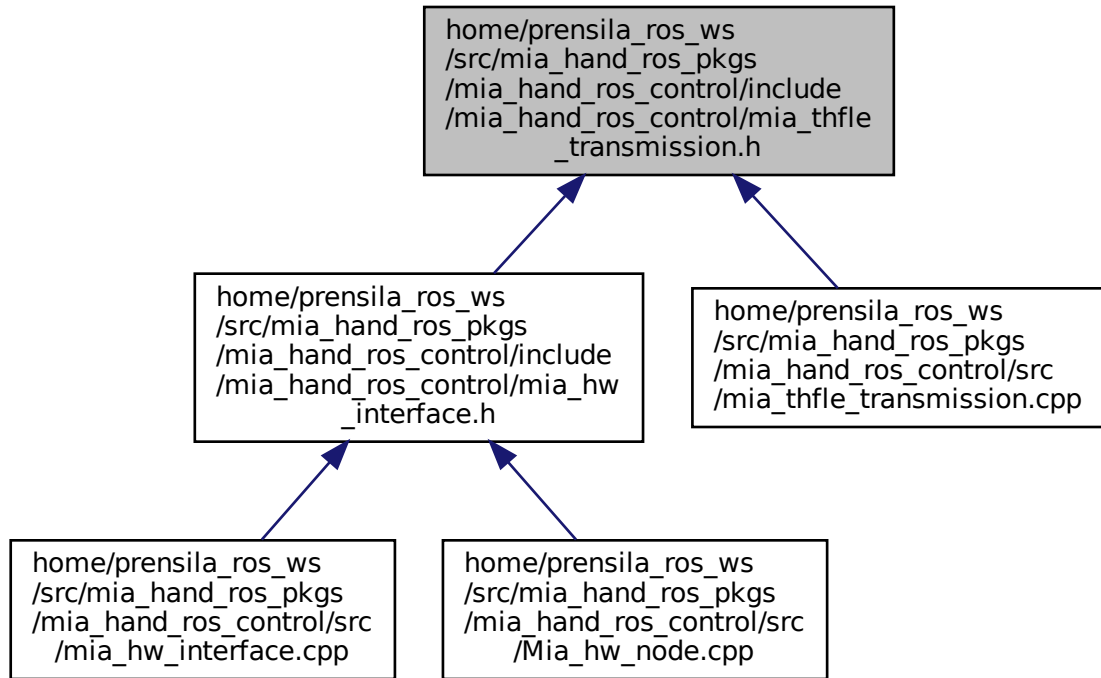 home/prensila_ros_ws
/src/mia_hand_ros_pkgs
/mia_hand_ros_control/include
/mia_hand_ros_control/mia_thfle
_transmission.h
home/prensila_ros_ws
/src/mia_hand_ros_pkgs
/mia_hand_ros_control/include
/mia_hand_ros_control/mia_hw
_interface.h
home/prensila_ros_ws
/src/mia_hand_ros_pkgs
/mia_hand_ros_control/src
/mia_thfle_transmission.cpp
home/prensila_ros_ws
/src/mia_hand_ros_pkgs
/mia_hand_ros_control/src
/mia_hw_interface.cpp
home/prensila_ros_ws
/src/mia_hand_ros_pkgs
/mia_hand_ros_control/src
/Mia_hw_node.cpp